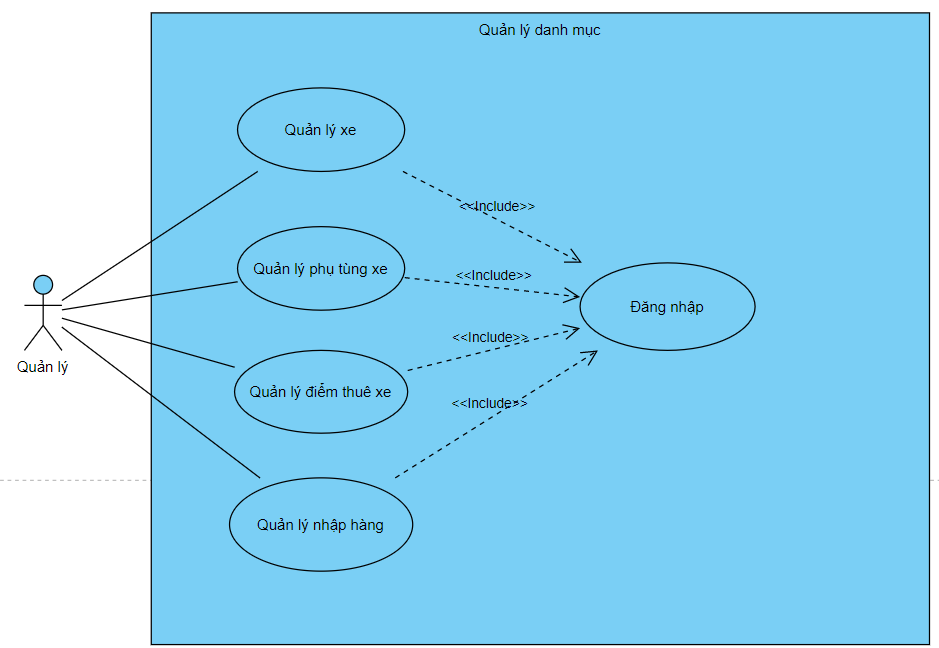 Quản lý danh mục
Quản lý xe
<<Include>>
Quản lý phụ tùng xe
<<Include>>
Đăng nhập
<<Include>>
Quản lý
Quản lý điểm thuê xe
<<Include>>
Quản lý nhập hàng